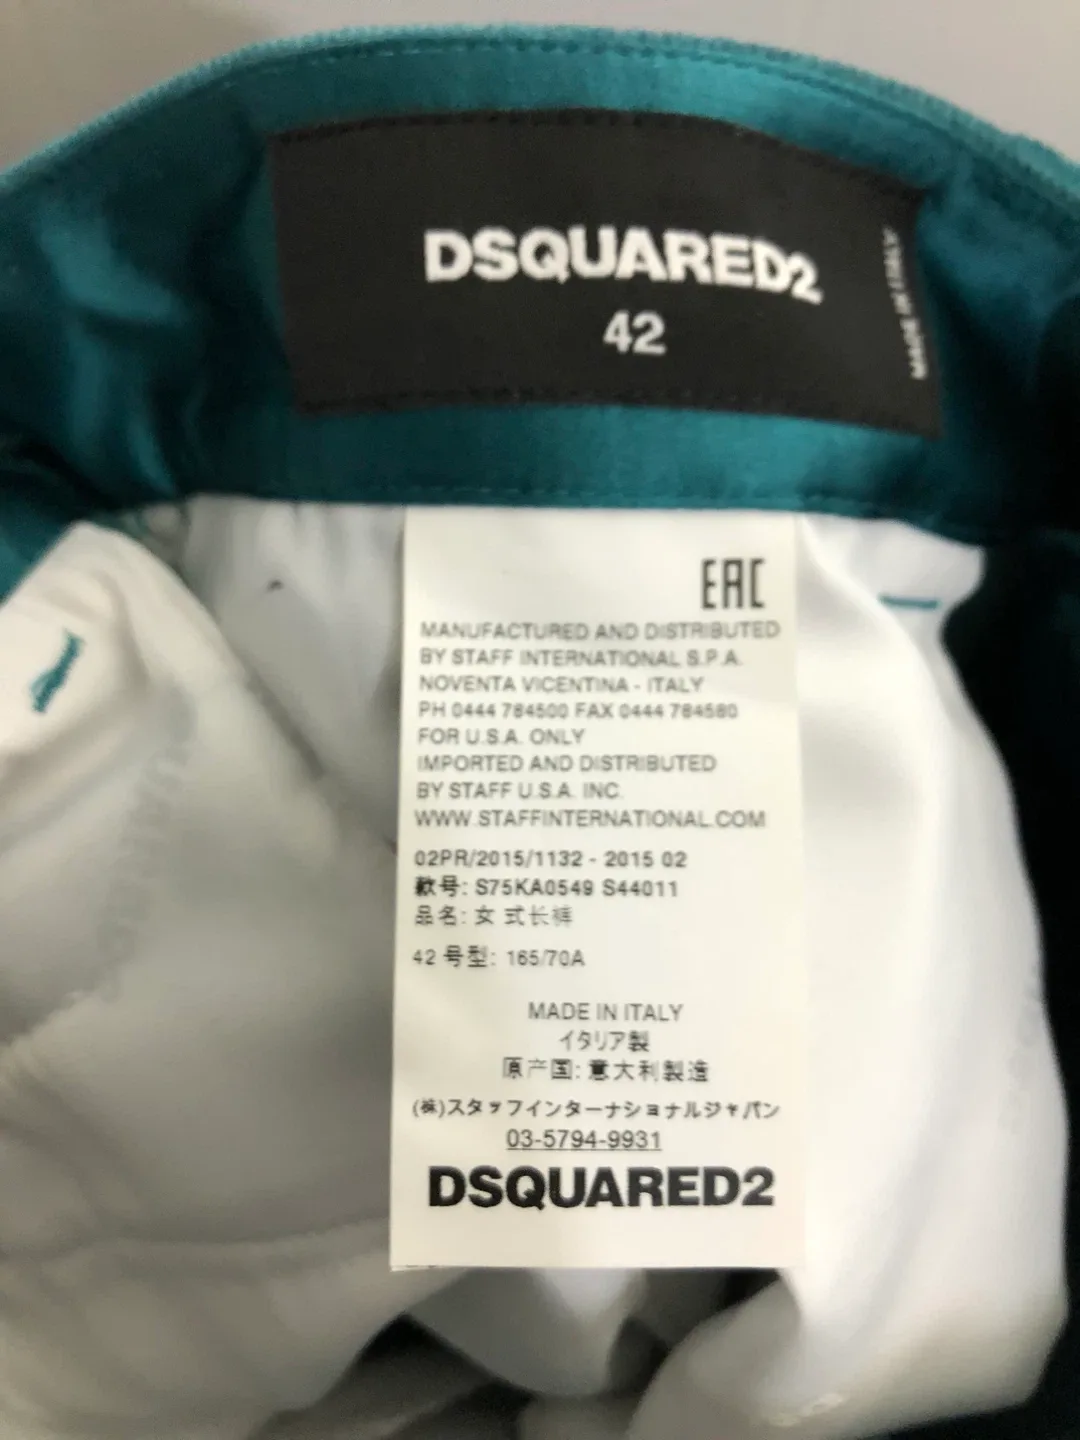 DSQUARED2
42
MADE IN ITALY
EAC
MANUFACTURED AND DISTRIBUTED
BY STAFF INTERNATIONAL S.P.A.
NOVENTA VICENTINA - ITALY
PH 0444 784500 FAX 0444 784580
FOR U.S.A. ONLY
IMPORTED AND DISTRIBUTED
BY STAFF U.S.A. INC.
WWW.STAFFINTERNATIONAL.COM
02PR/2015/1132 - 2015 02
款号: S75KA0549 S44011
品名: 女 式长裤
42 号型: 165/70A
MADE IN ITALY
イタリア製
原产国: 意大利製造
(株)スタッフインターナショナルジャパン
03-5794-9931
DSQUARED2